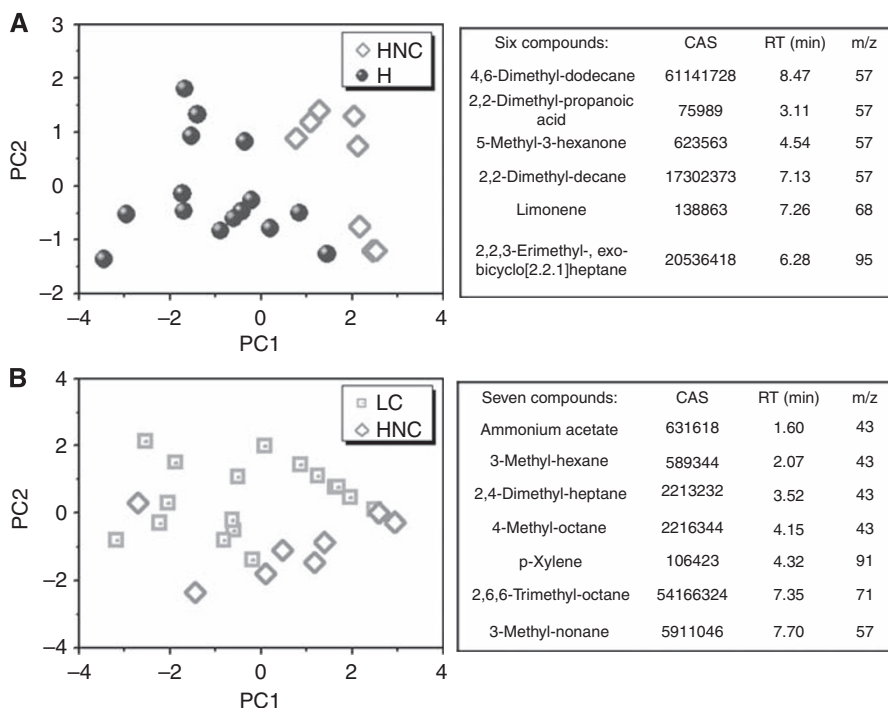 A
3
2
1
0
−1
−2
PC2
−4
−2
0
2
4
PC1
HNC
H
Six compounds: CAS RT (min) m/z
4,6-Dimethyl-dodecane 61141728 8.47 57
2,2-Dimethyl-propanoic
acid 75989 3.11 57
5-Methyl-3-hexanone 623563 4.54 57
2,2-Dimethyl-decane 17302373 7.13 57
Limonene 138863 7.26 68
2,2,3-Erimethyl-, exo-
bicyclo[2.2.1]heptane 20536418 6.28 95
B
4
2
0
−2
−4
PC2
−4
−2
0
2
4
PC1
LC
HNC
Seven compounds: CAS RT (min) m/z
Ammonium acetate 631618 1.60 43
3-Methyl-hexane 589344 2.07 43
2,4-Dimethyl-heptane 2213232 3.52 43
4-Methyl-octane 2216344 4.15 43
p-Xylene 106423 4.32 91
2,6,6-Trimethyl-octane 54166324 7.35 71
3-Methyl-nonane 5911046 7.70 57